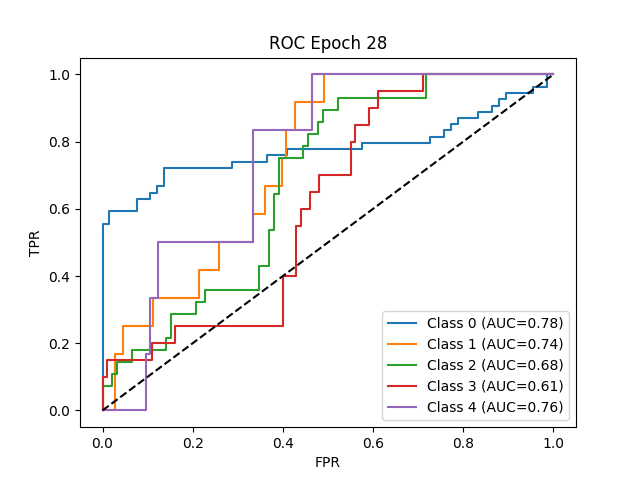 ROC Epoch 28
TPR
1.0
0.8
0.6
0.4
0.2
0.0
Class 0 (AUC=0.78)
Class 1 (AUC=0.74)
Class 2 (AUC=0.68)
Class 3 (AUC=0.61)
Class 4 (AUC=0.76)
0.0 0.2 0.4 0.6 0.8 1.0
FPR